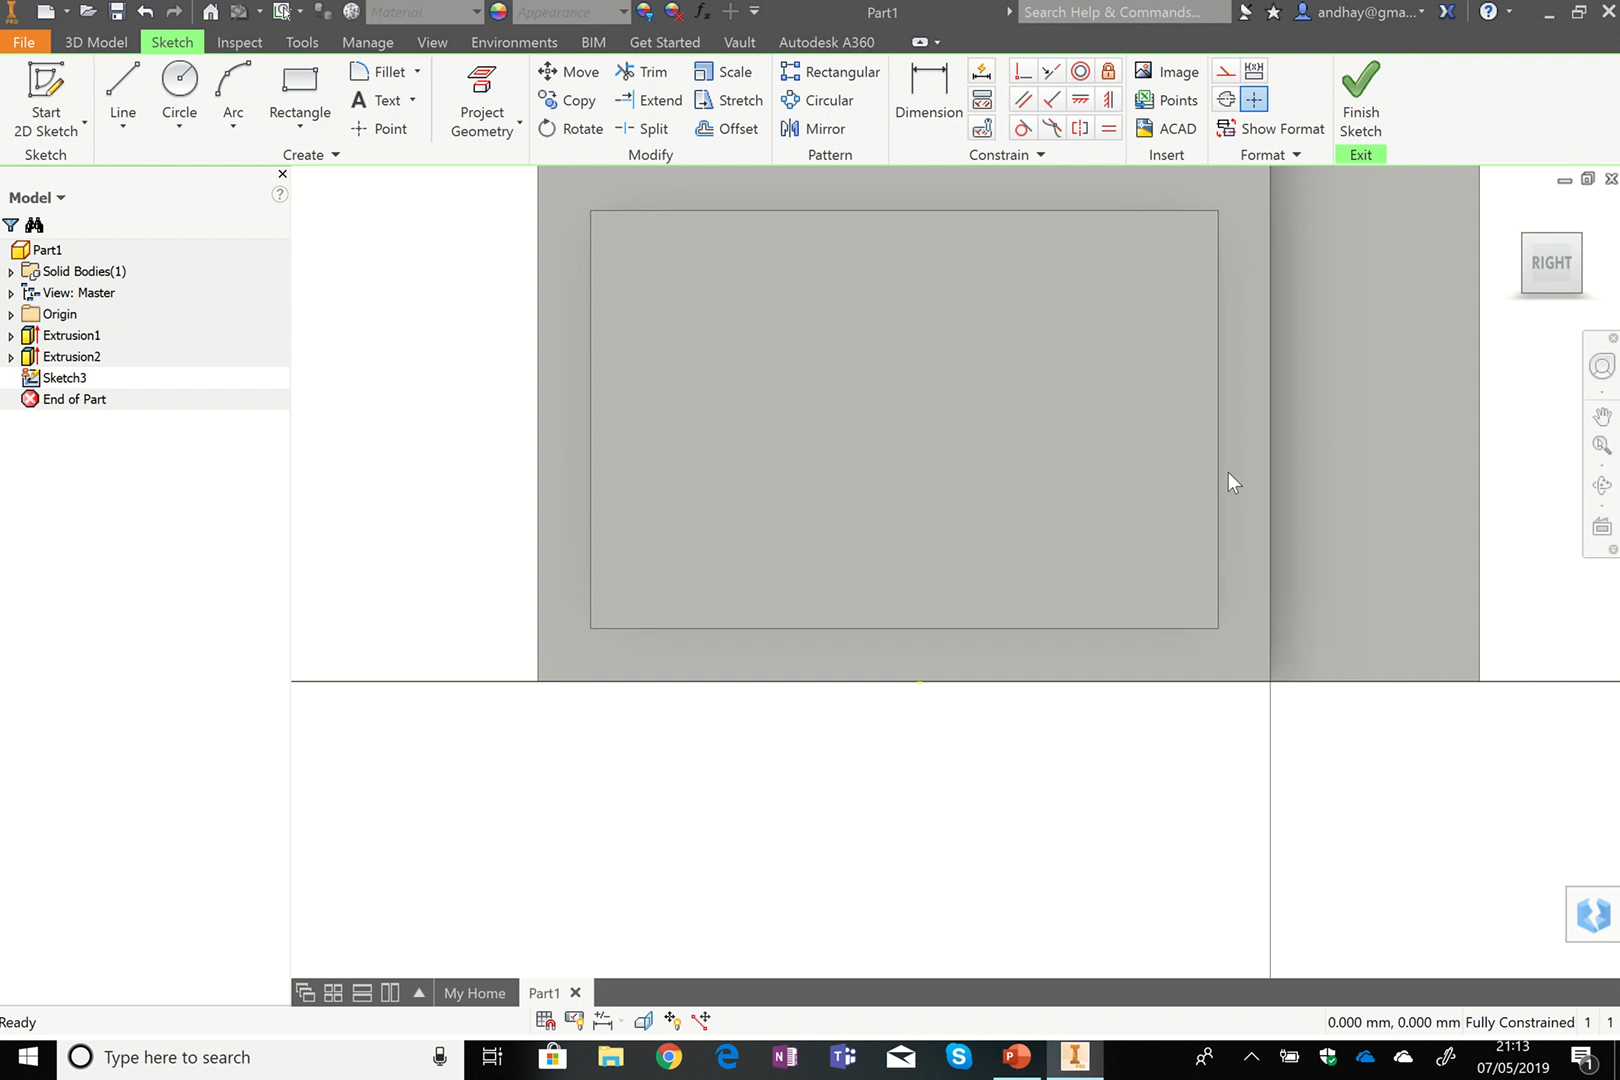 PRO Material Appearance fx Part1 Search Help & Commands... andhay@gma...
File 3D Model Sketch Inspect Tools Manage View Environments BIM Get Started Vault Autodesk A360
Start 2D Sketch Line Circle Arc Rectangle Fillet Text Point Project Geometry Move Copy Rotate Trim Extend Split Scale Stretch Offset Rectangular Circular Mirror Dimension Image Points ACAD Show Format Finish Sketch
Sketch Create Modify Pattern Constrain Insert Format Exit
Model
Part1
Solid Bodies(1)
View: Master
Origin
Extrusion1
Extrusion2
Sketch3
End of Part
RIGHT
My Home Part1
Ready 0.000 mm, 0.000 mm Fully Constrained 1 1
Type here to search
21:13
07/05/2019
1